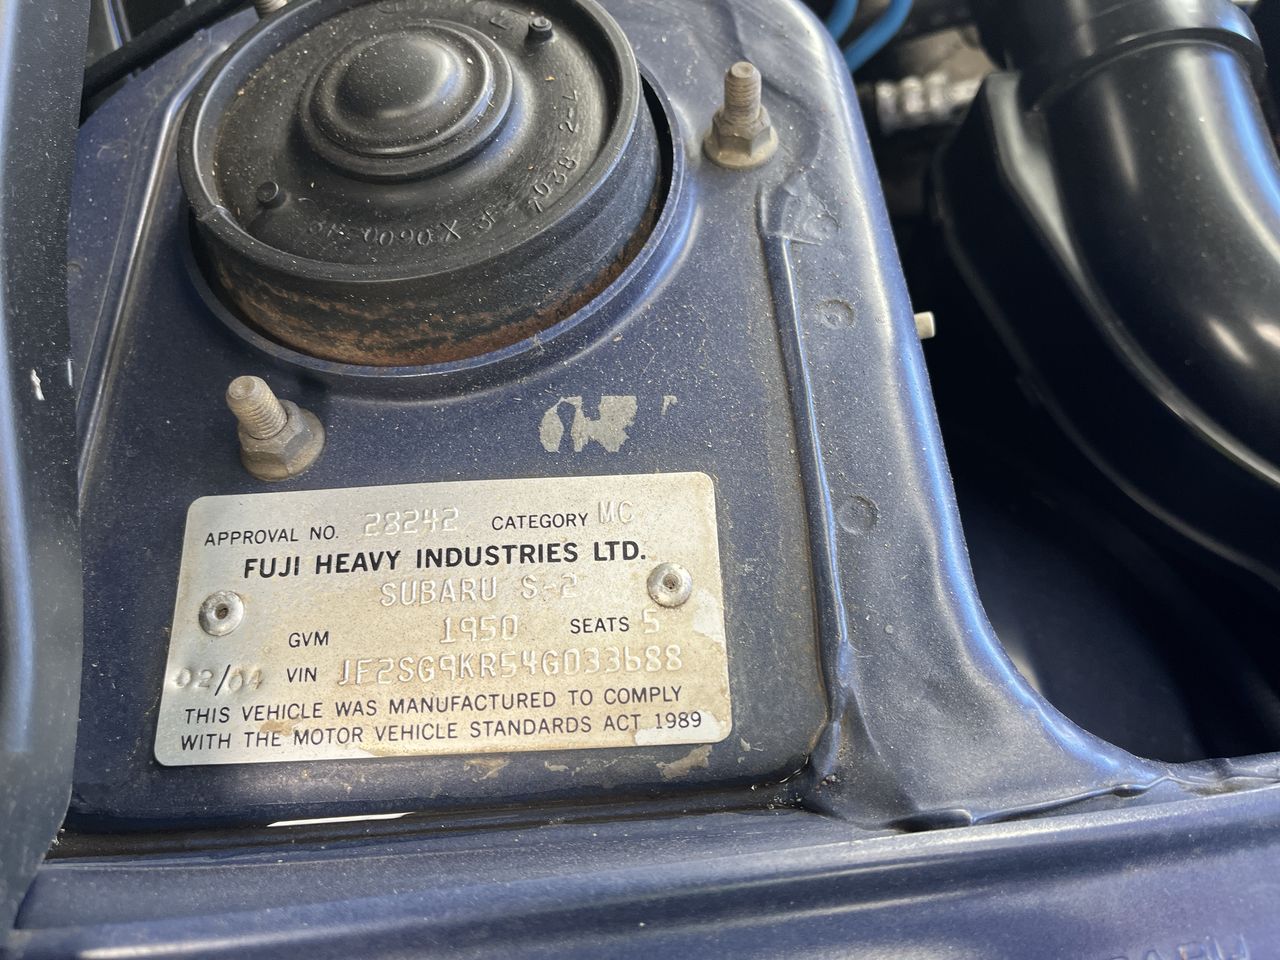 APPROVAL NO. 28242 CATEGORY MC
FUJI HEAVY INDUSTRIES LTD.
SUBARU S-2
GVM 1950 SEATS 5
02/04 VIN JF2SG9KR54G033688
THIS VEHICLE WAS MANUFACTURED TO COMPLY
WITH THE MOTOR VEHICLE STANDARDS ACT 1989